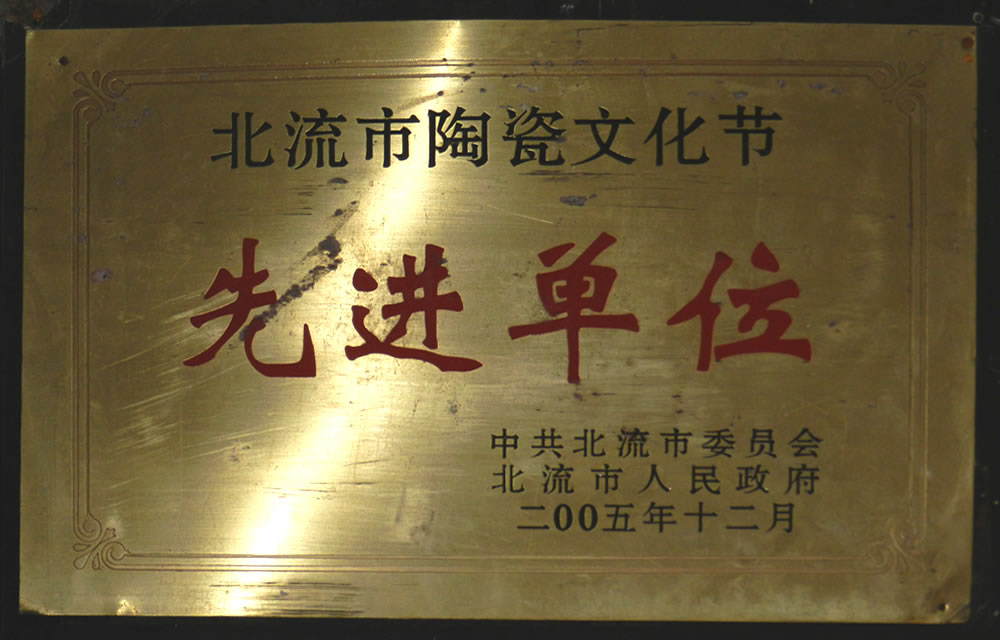 北流市陶瓷文化节
先进单位
中共北流市委员会
北流市人民政府
二00五年十二月